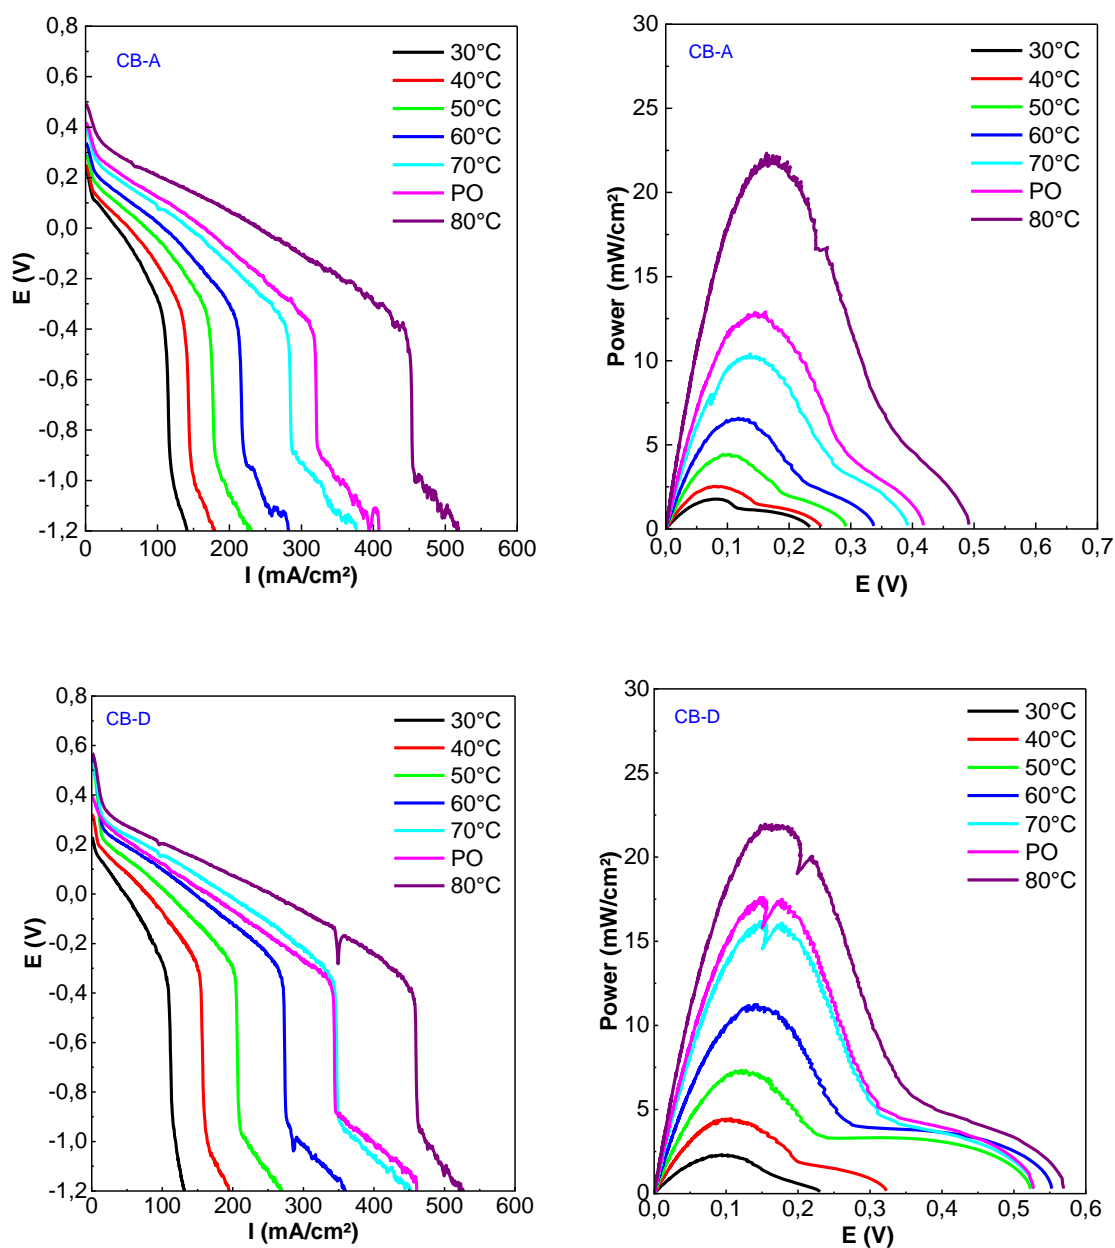 CB-A
0,8
0,6
0,4
0,2
0,0
-0,2
-0,4
-0,6
-0,8
-1,0
-1,2
E (V)
0 100 200 300 400 500 600
I (mA/cm²)
30°C
40°C
50°C
60°C
70°C
PO
80°C
CB-A
30
25
20
15
10
5
0
Power (mW/cm²)
0,0 0,1 0,2 0,3 0,4 0,5 0,6 0,7
E (V)
30°C
40°C
50°C
60°C
70°C
PO
80°C
CB-D
0,8
0,6
0,4
0,2
0,0
-0,2
-0,4
-0,6
-0,8
-1,0
-1,2
E (V)
0 100 200 300 400 500 600
I (mA/cm²)
30°C
40°C
50°C
60°C
70°C
PO
80°C
CB-D
30
25
20
15
10
5
0
Power (mW/cm²)
0,0 0,1 0,2 0,3 0,4 0,5 0,6
E (V)
30°C
40°C
50°C
60°C
70°C
PO
80°C